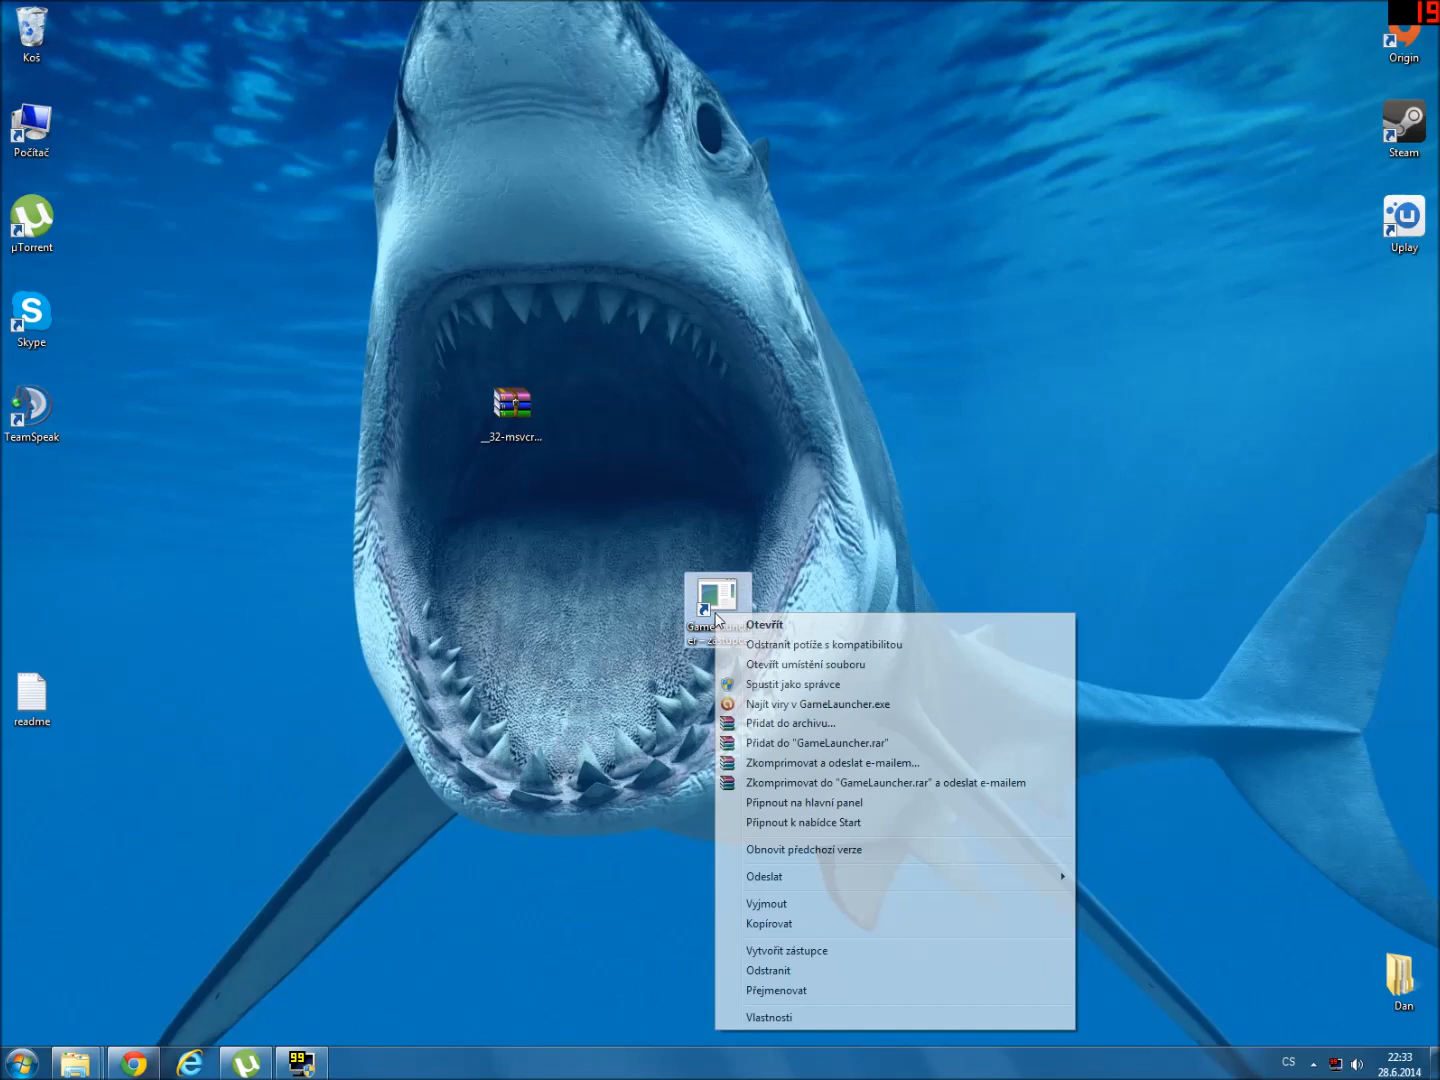 Koš
Počítač
µTorrent
Skype
TeamSpeak
readme
__32-msvcr...
19
Origin
Steam
Uplay
Dan
Otevřít
Odstranit potíže s kompatibilitou
Otevřít umístění souboru
Spustit jako správce
Najít viry v GameLauncher.exe
Přidat do archivu...
Přidat do "GameLauncher.rar"
Zkomprimovat a odeslat e-mailem...
Zkomprimovat do "GameLauncher.rar" a odeslat e-mailem
Připnout na hlavní panel
Připnout k nabídce Start
Obnovit předchozí verze
Odeslat
Vyjmout
Kopírovat
Vytvořit zástupce
Odstranit
Přejmenovat
Vlastnosti
99
CS
22:33
28.6.2014